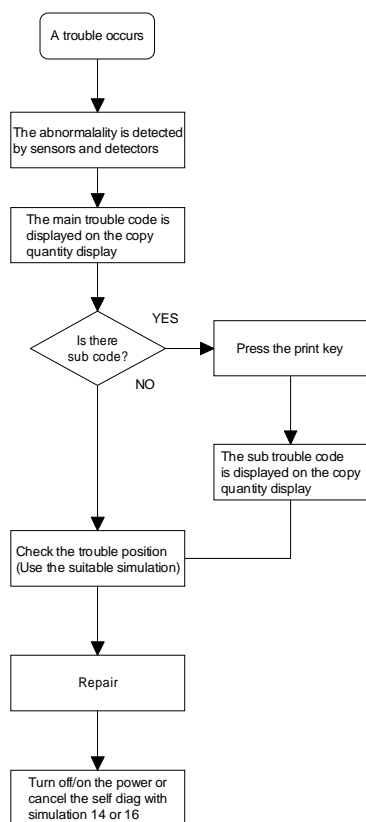 A trouble occurs
The abnormalality is detected
by sensors and detectors
The main trouble code is
displayed on the copy
quantity display
YES
Is there
sub code?
Press the print key
NO
The sub trouble code
is displayed on the copy
quantity display
Check the trouble position
(Use the suitable simulation)
Repair
Turn off/on the power or
cancel the self diag with
simulation 14 or 16